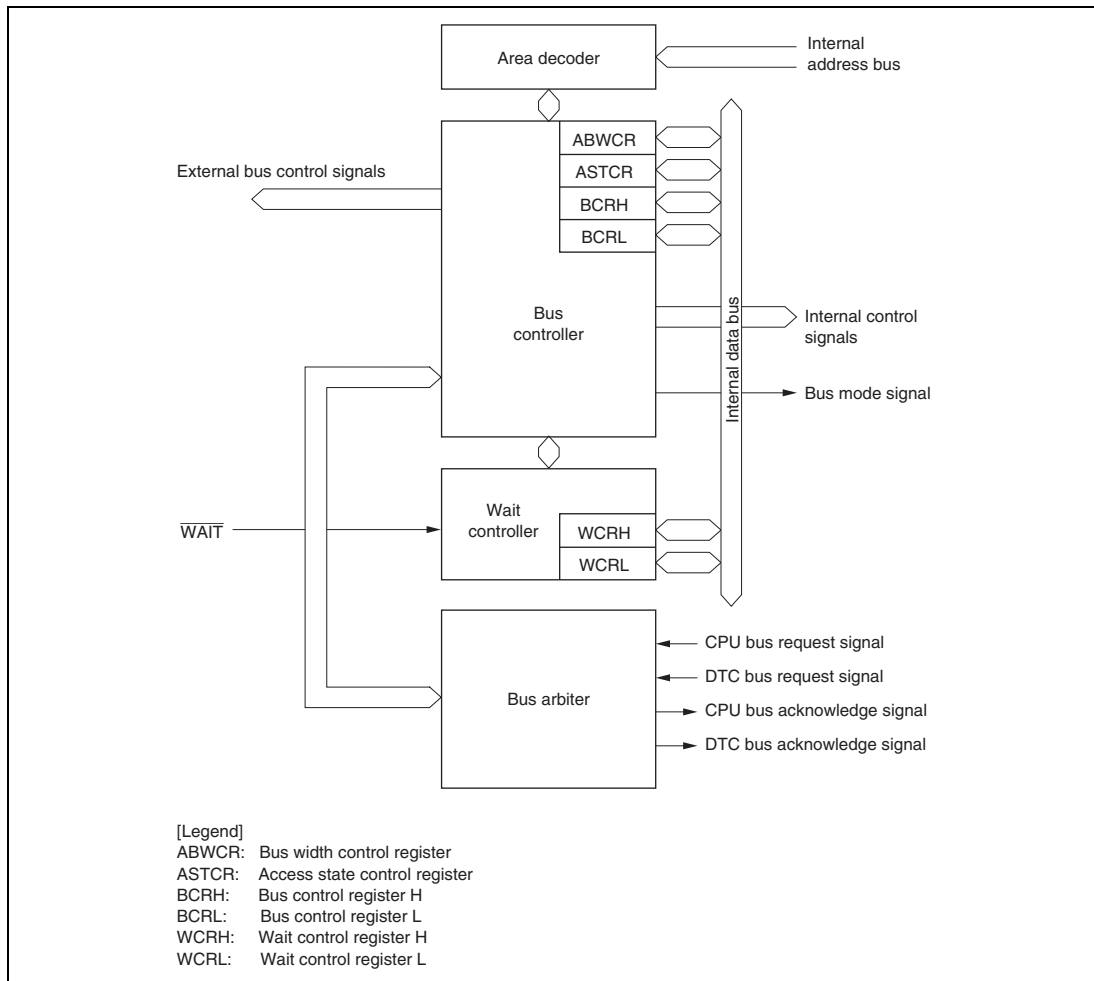 Area decoder
Internal
address bus
ABWCR
ASTCR
BCRH
BCRL
External bus control signals
Bus
controller
Internal data bus
Internal control
signals
Bus mode signal
WAIT
Wait
controller
WCRH
WCRL
Bus arbiter
CPU bus request signal
DTC bus request signal
CPU bus acknowledge signal
DTC bus acknowledge signal
[Legend]
ABWCR: Bus width control register
ASTCR: Access state control register
BCRH: Bus control register H
BCRL: Bus control register L
WCRH: Wait control register H
WCRL: Wait control register L